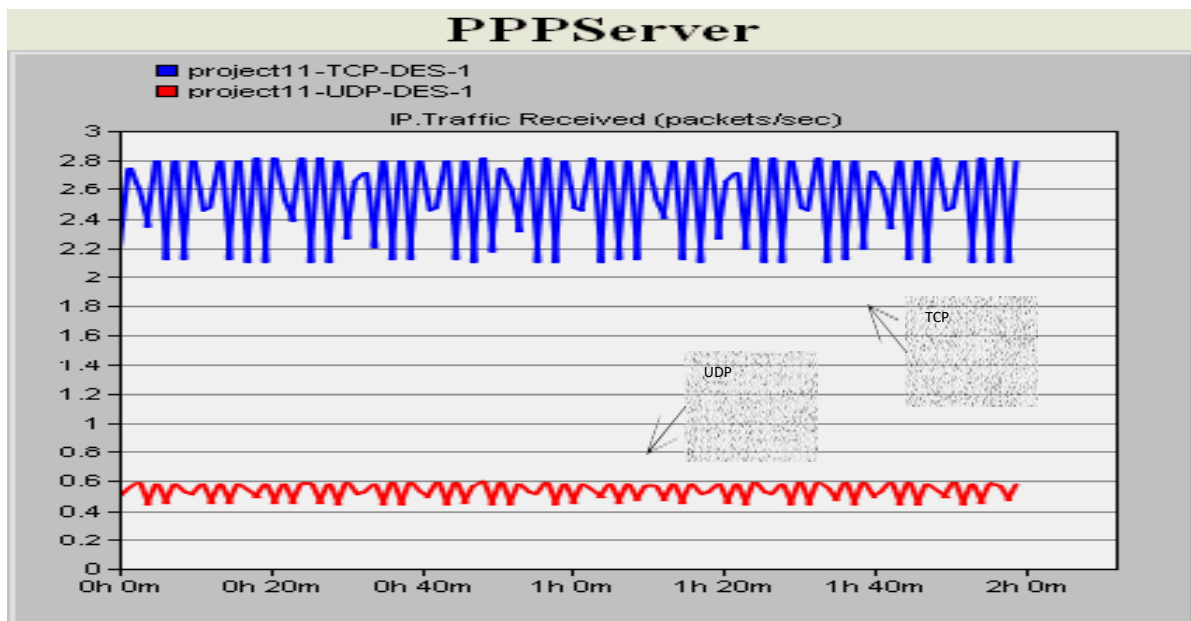 PPPServer
project11-TCP-DES-1
project11-UDP-DES-1
IP.Traffic Received (packets/sec)
3
2.8
2.6
2.4
2.2
2
1.8
1.6
1.4
1.2
1
0.8
0.6
0.4
0.2
0
TCP
UDP
0h 0m 0h 20m 0h 40m 1h 0m 1h 20m 1h 40m 2h 0m